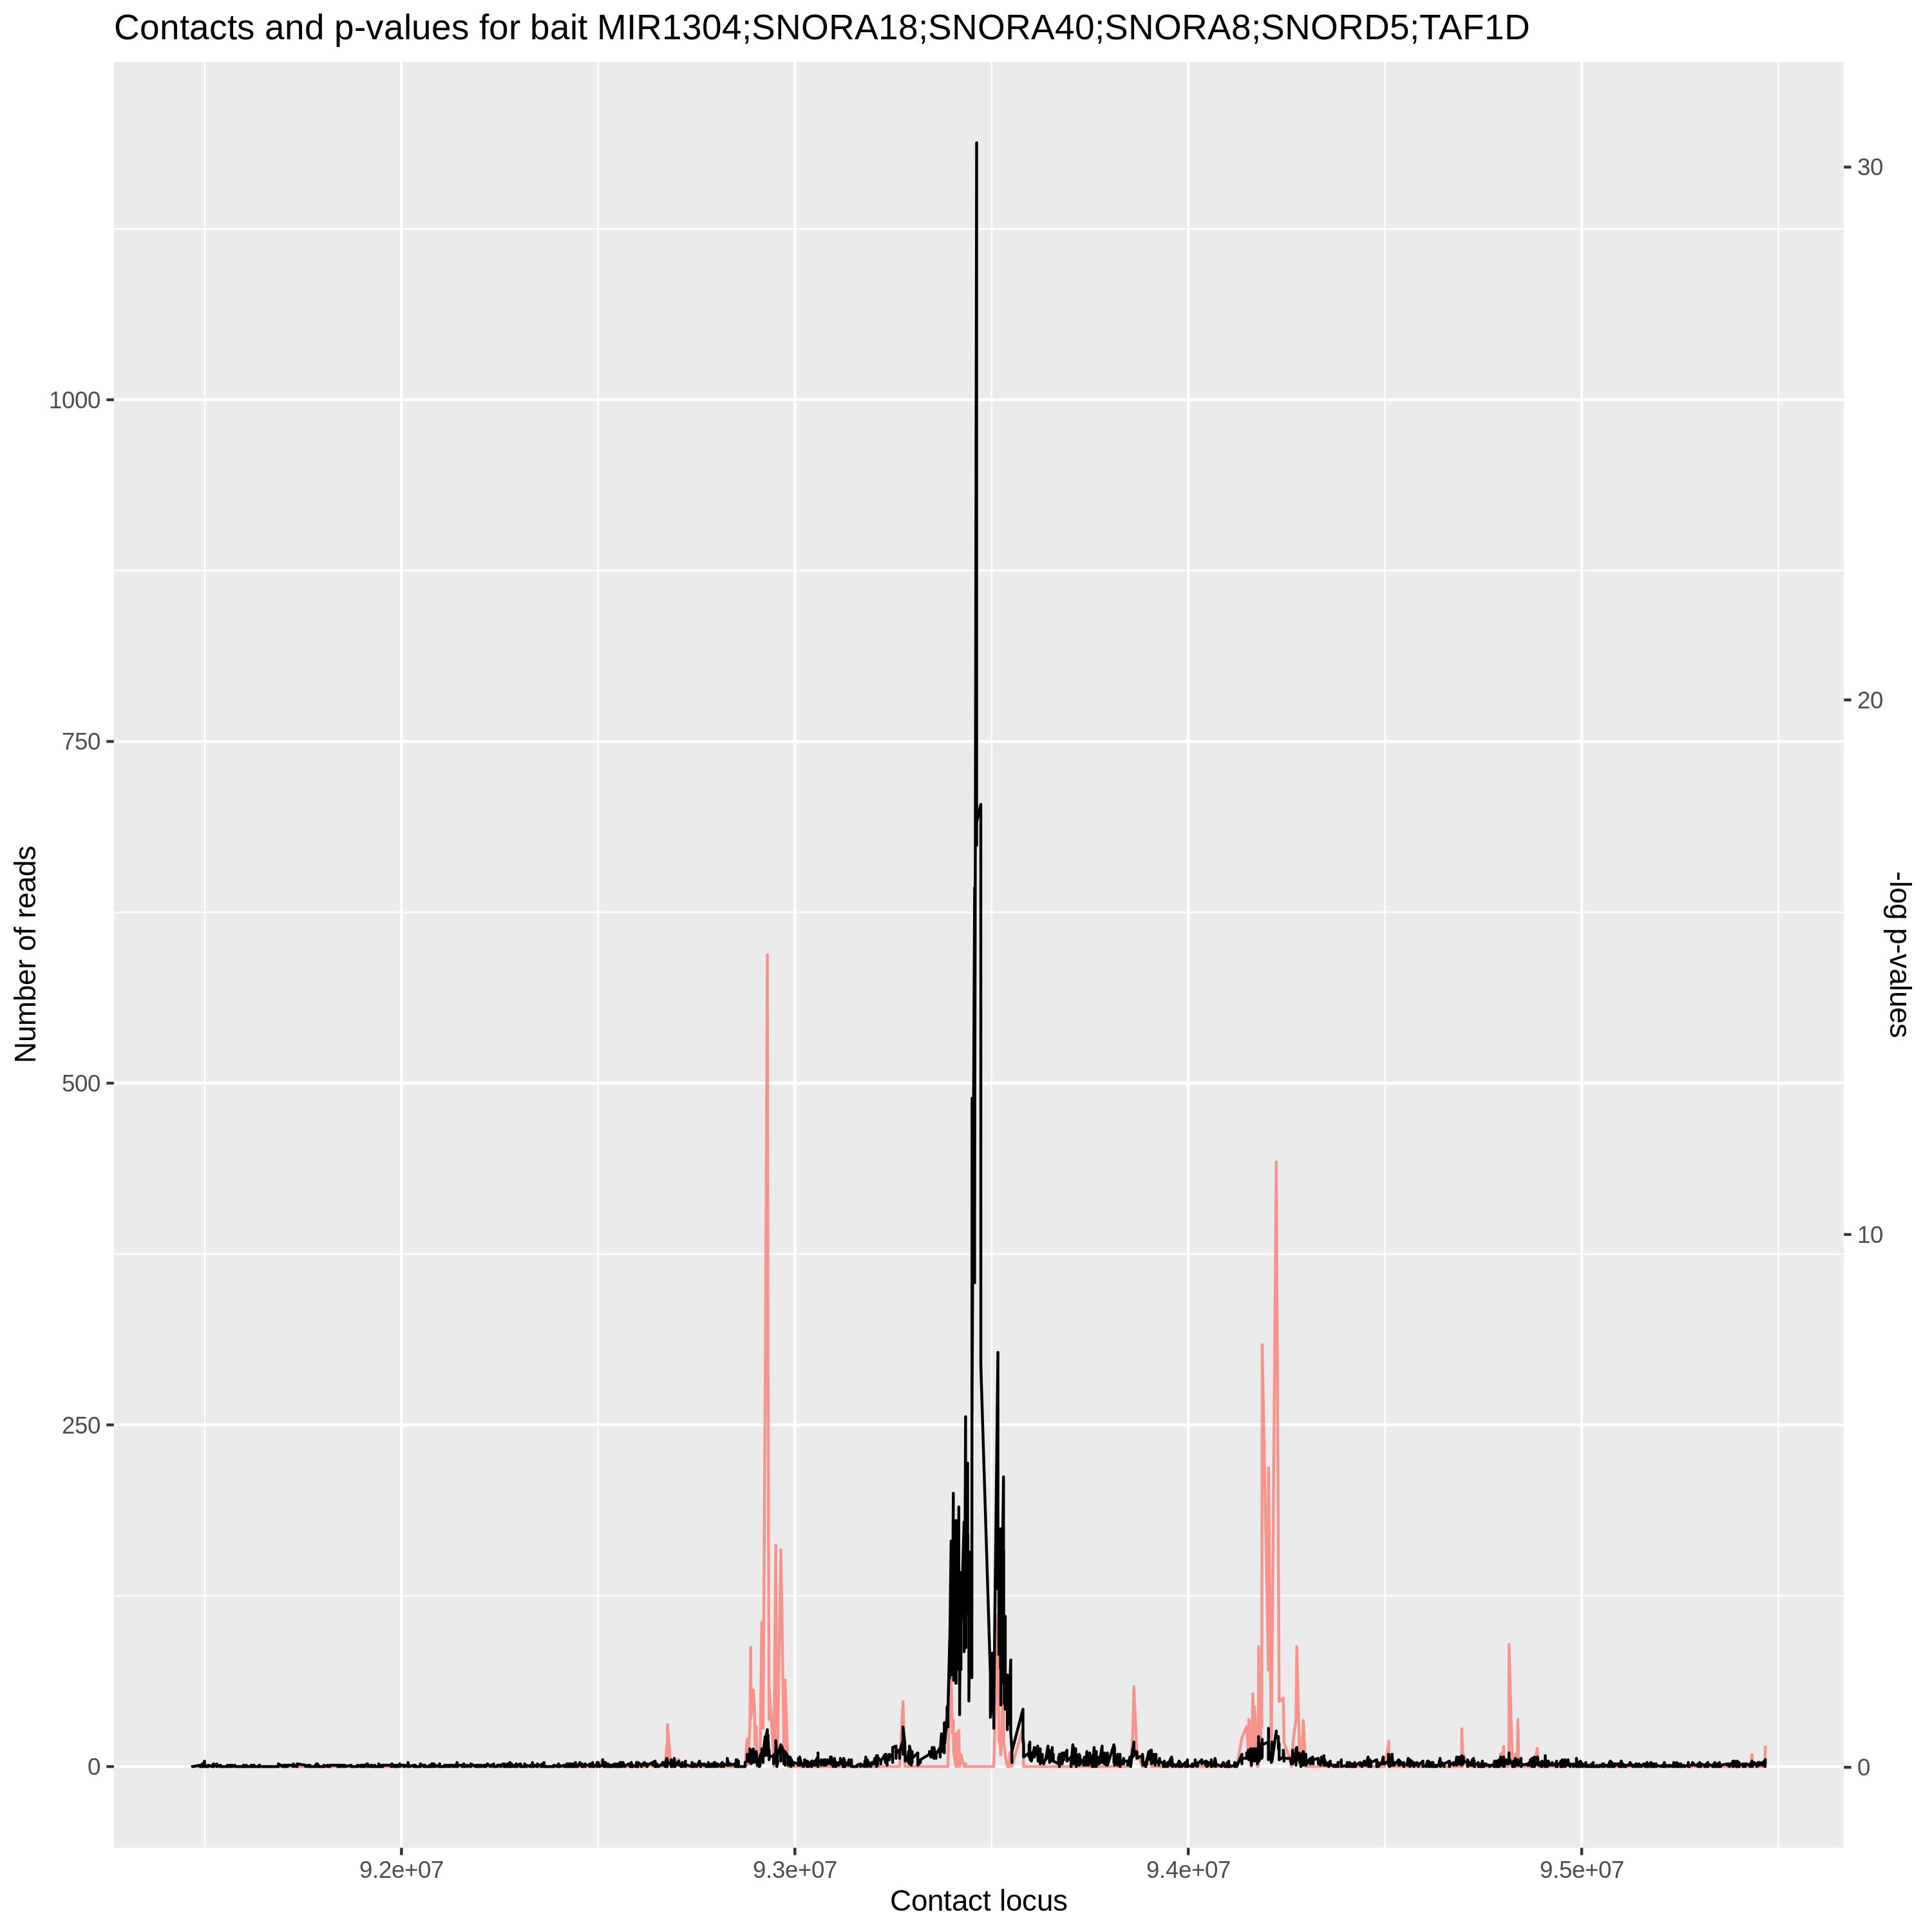 Contacts and p-values for bait MIR1304;SNORA18;SNORA40;SNORA8;SNORD5;TAF1D
Number of reads
1000
750
500
250
0
30
20
10
0
-log p-values
9.2e+07
9.3e+07
9.4e+07
9.5e+07
Contact locus